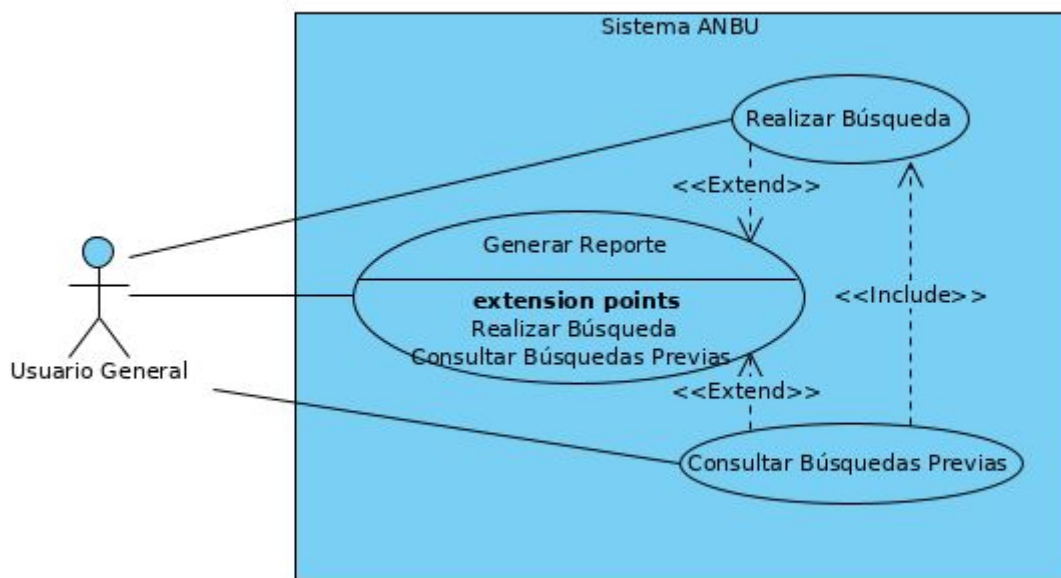 Sistema ANBU
Realizar Búsqueda
<<Extend>>
Generar Reporte
extension points
Realizar Búsqueda
Consultar Búsquedas Previas
<<Include>>
Usuario General
<<Extend>>
Consultar Búsquedas Previas